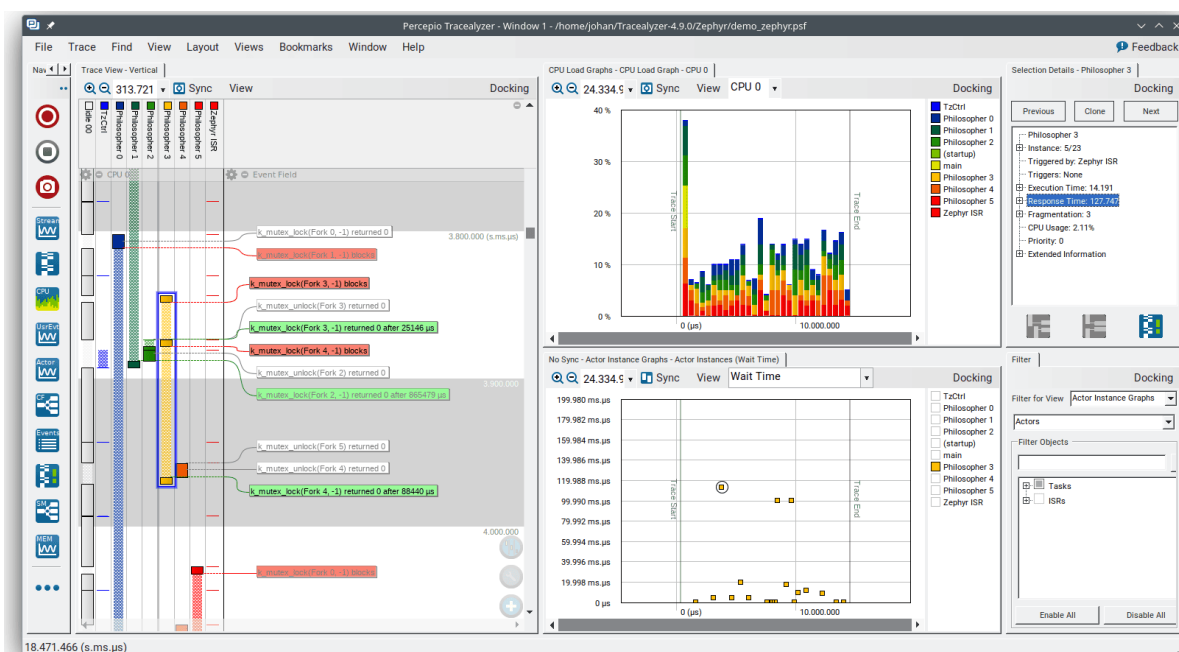 Percepio Tracealyzer - Window 1 - /home/johan/Tracealyzer-4.9.0/Zephyr/demo_zephyr.psf
File Trace Find View Layout Views Bookmarks Window Help
Feedback
Trace View - Vertical
313.721 Sync View Docking
Idle 00
TzCtrl
Philosopher 0
Philosopher 1
Philosopher 2
Philosopher 3
Philosopher 4
Philosopher 5
Zephyr ISR
CPU 0
Event Field
k_mutex_lock(Fork 0, -1) returned 0
3.800.000 (s.ms.µs)
k_mutex_lock(Fork 1, -1) blocks
k_mutex_lock(Fork 3, -1) blocks
k_mutex_unlock(Fork 3) returned 0
k_mutex_lock(Fork 3, -1) returned 0 after 25146 µs
k_mutex_lock(Fork 4, -1) blocks
k_mutex_unlock(Fork 2) returned 0
3.900.000
k_mutex_lock(Fork 2, -1) returned 0 after 865479 µs
k_mutex_unlock(Fork 5) returned 0
k_mutex_unlock(Fork 4) returned 0
k_mutex_lock(Fork 4, -1) returned 0 after 88440 µs
4.000.000
k_mutex_lock(Fork 0, -1) blocks
Stream
CPU
UsrEvt
Actor
CF
Events
SM
MEM
18.471.466 (s.ms.µs)
CPU Load Graphs - CPU Load Graph - CPU 0
24.334.9 Sync View CPU 0 Docking
40 %
30 %
20 %
10 %
0 %
Trace Start
Trace End
0 (µs)
10.000.000
TzCtrl
Philosopher 0
Philosopher 1
Philosopher 2
(startup)
main
Philosopher 3
Philosopher 4
Philosopher 5
Zephyr ISR
No Sync - Actor Instance Graphs - Actor Instances (Wait Time)
24.334.9 Sync View Wait Time Docking
199.980 ms.µs
179.982 ms.µs
159.984 ms.µs
139.986 ms.µs
119.988 ms.µs
99.990 ms.µs
79.992 ms.µs
59.994 ms.µs
39.996 ms.µs
19.998 ms.µs
0 µs
Trace Start
Trace End
0 (µs)
10.000.000
TzCtrl
Philosopher 0
Philosopher 1
Philosopher 2
(startup)
main
Philosopher 3
Philosopher 4
Philosopher 5
Zephyr ISR
Selection Details - Philosopher 3
Docking
Previous Clone Next
Philosopher 3
Instance: 5/23
Triggered by: Zephyr ISR
Triggers: None
Execution Time: 14.191
Response Time: 127.747
Fragmentation: 3
CPU Usage: 2.11%
Priority: 0
Extended Information
Filter
Docking
Filter for View Actor Instance Graphs
Actors
Filter Objects
Tasks
ISRs
Enable All Disable All